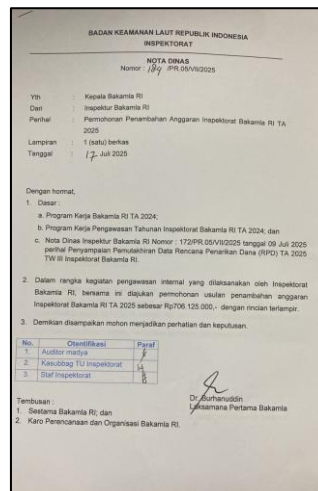 BADAN KEAMANAN LAUT REPUBLIK INDONESIA
INSPEKTORAT
NOTA DINAS
Nomor : 184 /PR.05/VII/2025
Yth : Kepala Bakamla RI
Dari : Inspektur Bakamla RI
Perihal : Permohonan Penambahan Anggaran Inspektorat Bakamla RI TA
2025
Lampiran : 1 (satu) berkas
Tanggal : 17 Juli 2025
Dengan hormat,
1. Dasar :
a. Program Kerja Bakamla RI TA 2024;
b. Program Kerja Pengawasan Tahunan Inspektorat Bakamla RI TA 2024; dan
c. Nota Dinas Inspektur Bakamla RI Nomor : 172/PR.05/VII/2025 tanggal 09 Juli 2025
perihal Penyampaian Pemutakhiran Data Rencana Penarikan Dana (RPD) TA 2025
TW III Inspektorat Bakamla RI.
2. Dalam rangka kegiatan pengawasan internal yang dilaksanakan oleh Inspektorat
Bakamla RI, bersama ini diajukan permohonan usulan penambahan anggaran
Inspektorat Bakamla RI TA 2025 sebesar Rp706.125.000,- dengan rincian terlampir.
3. Demikian disampaikan mohon menjadikan perhatian dan keputusan.
No. Otentifikasi Paraf
1. Auditor madya
2. Kasubbag TU Inspektorat
3. Staf Inspektorat
Dr. Burhanuddin
Laksamana Pertama Bakamla
Tembusan :
1. Sestama Bakamla RI; dan
2. Karo Perencanaan dan Organisasi Bakamla RI.